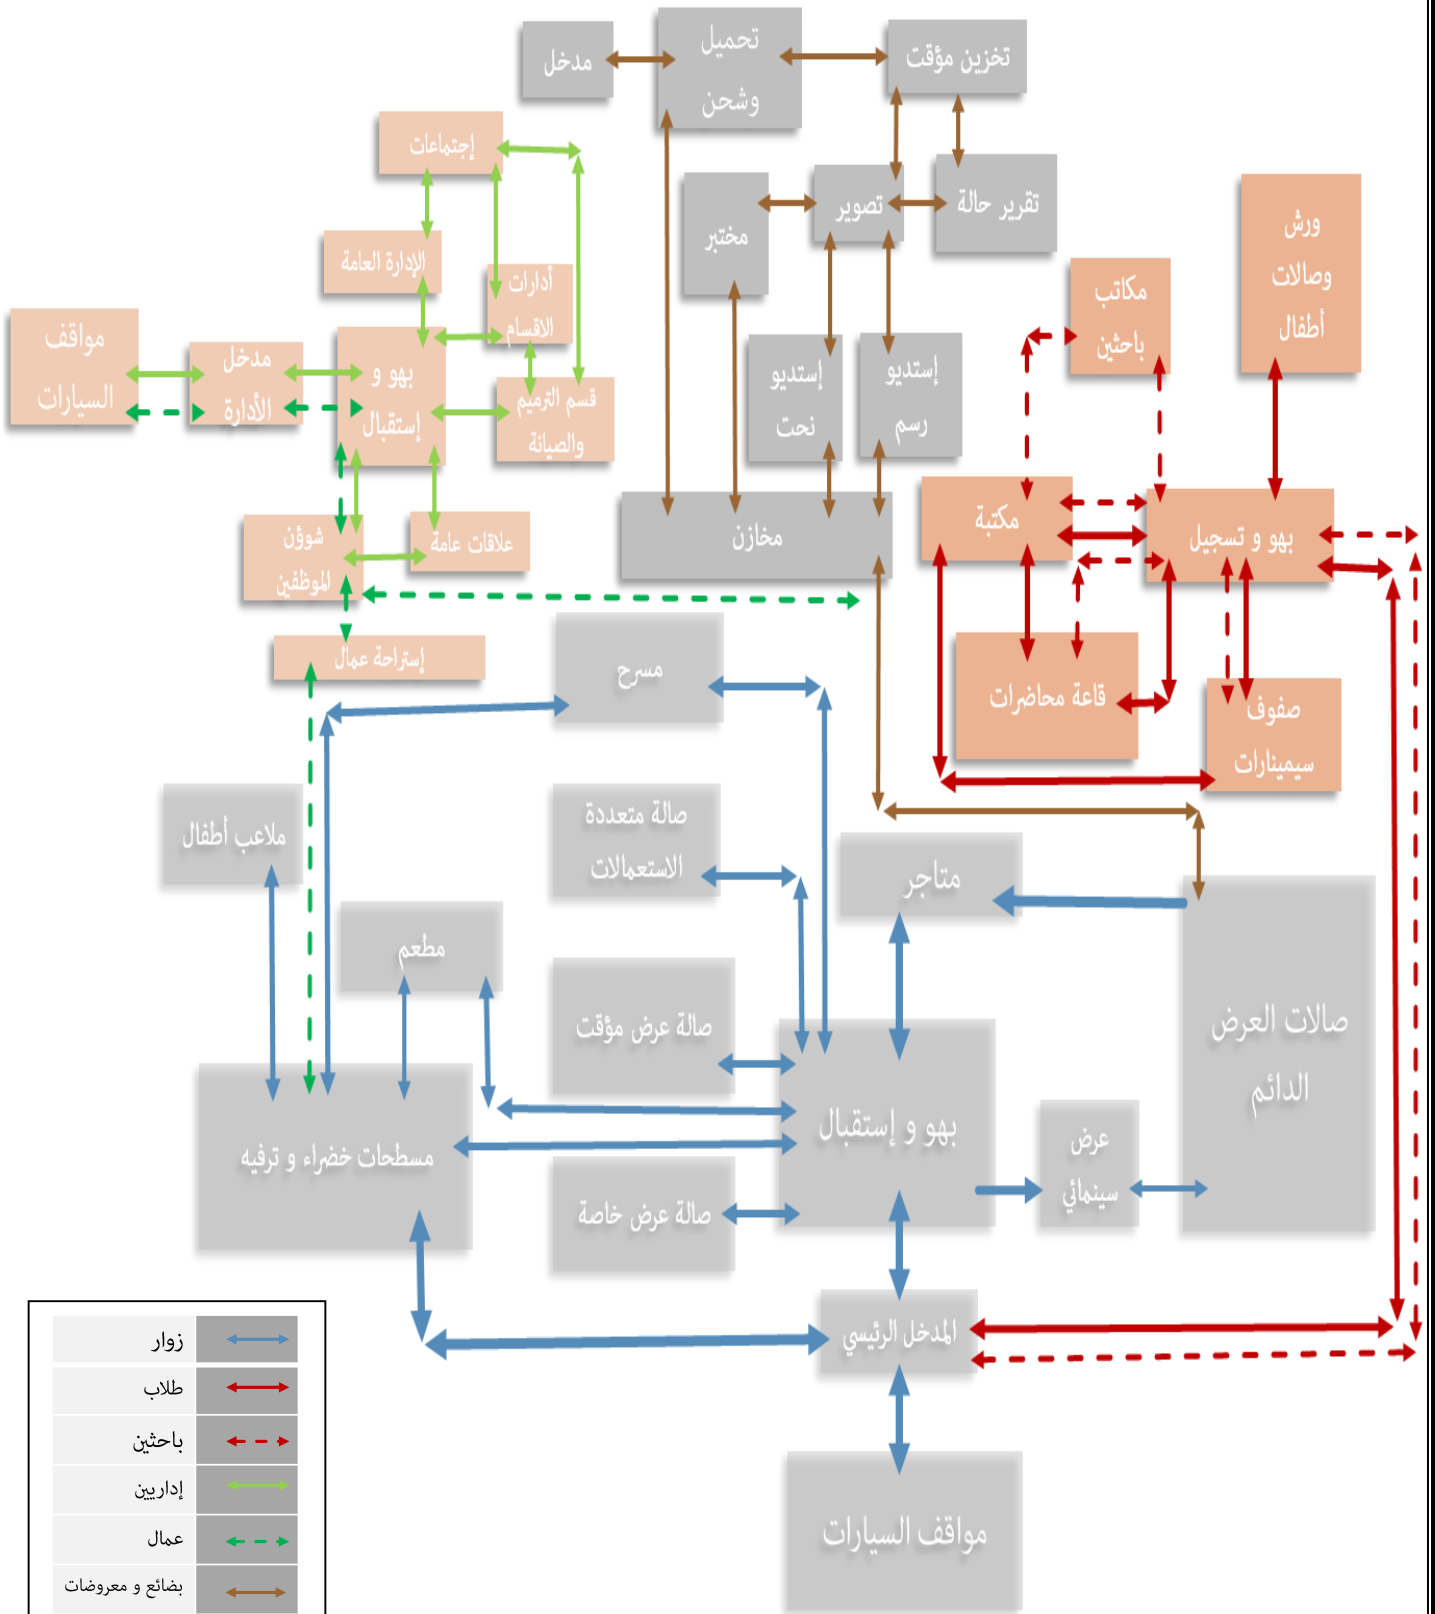 تحميل
وشحن
تخزين مؤقت
مدخل
إجتماعات
تصوير
تقرير حالة
مختبر
ورش
وصالات
أطفال
الإدارة العامة
أدارات
الاقسام
مكاتب
باحثين
مواقف
السيارات
مدخل
الأدارة
بهو و
إستقبال
قسم الترميم
والصيانة
إستديو
نحت
إستديو
رسم
مكتبة
بهو و تسجيل
مخازن
شوؤن
الموظفين
علاقات عامة
إستراحة عمال
مسرح
قاعة محاضرات
صفوف
سيمينارات
ملاعب أطفال
صالة متعددة
الاستعمالات
متاجر
مطعم
صالة عرض مؤقت
صالات العرض
الدائم
بهو و إستقبال
عرض
سينمائي
مسطحات خضراء و ترفيه
صالة عرض خاصة
المدخل الرئيسي
مواقف السيارات
زوار
طلاب
باحثين
إداريين
عمال
بضائع و معروضات